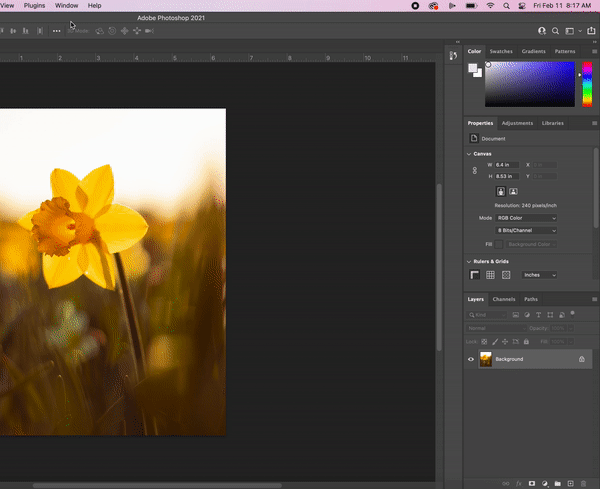 View Plugins Window Help Fri Feb 11 8:17 AM
Adobe Photoshop 2021
1 2 3 4 5 6 7 8 9 10 11
Color Swatches Gradients Patterns
Properties Adjustments Libraries
Document
Canvas
W 6.4 in X
H 8.53 in Y
Resolution: 240 pixels/inch
Mode RGB Color
8 Bits/Channel
Fill Background Color
Rulers & Grids
Inches
Layers Channels Paths
Kind
Normal Opacity: 100%
Lock: Fill: 100%
Background
fx